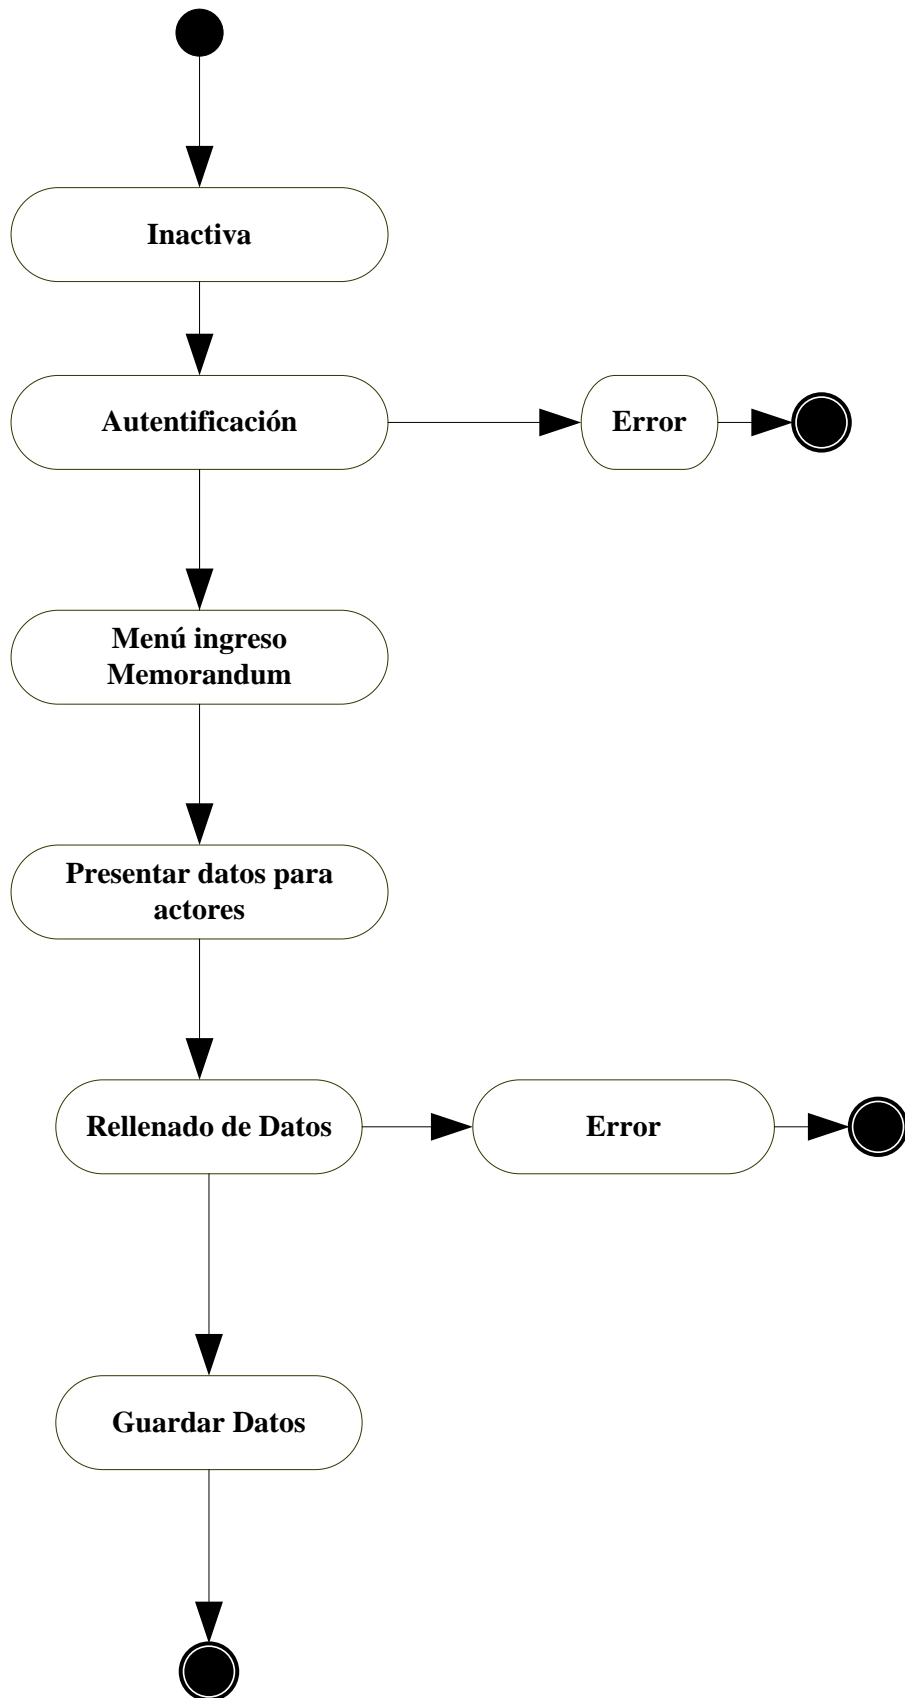 Inactiva
Autentificación
Error
Menú ingreso
Memorandum
Presentar datos para
actores
Rellenado de Datos
Error
Guardar Datos